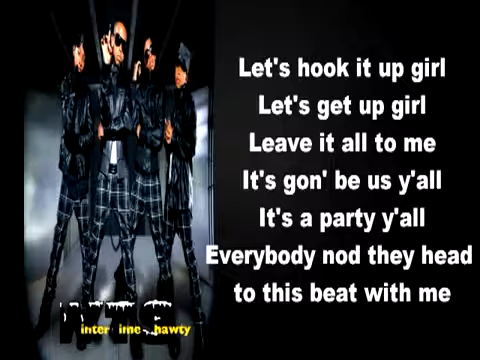 Let's hook it up girl
Let's get up girl
Leave it all to me
It's gon' be us y'all
It's a party y'all
Everybody nod they head
to this beat with me
WTS
inter ime hawty